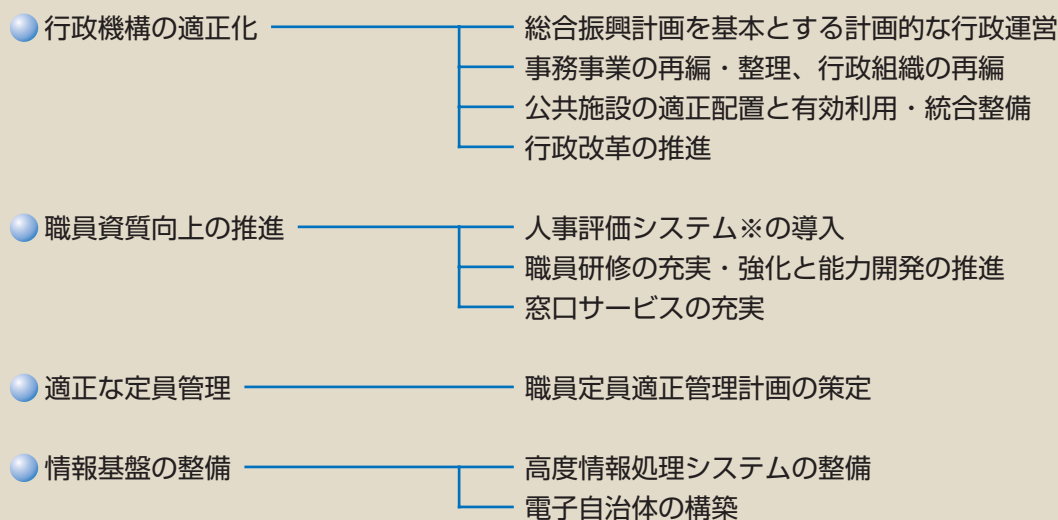 行政機構の適正化
総合振興計画を基本とする計画的な行政運営
事務事業の再編・整理、行政組織の再編
公共施設の適正配置と有効利用・統合整備
行政改革の推進
職員資質向上の推進
人事評価システム※の導入
職員研修の充実・強化と能力開発の推進
窓口サービスの充実
適正な定員管理
職員定員適正管理計画の策定
情報基盤の整備
高度情報処理システムの整備
電子自治体の構築